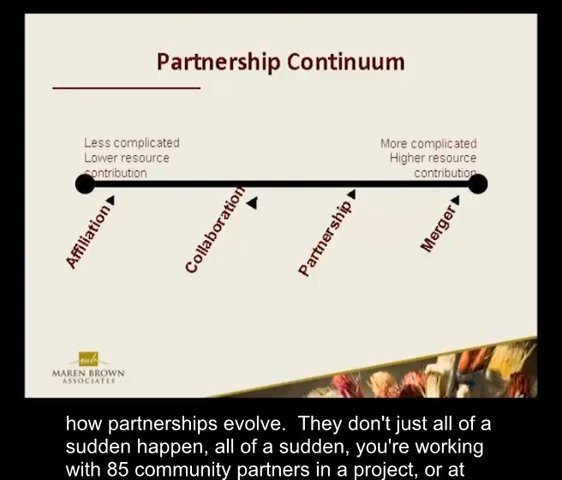 Partnership Continuum
Less complicated
Lower resource
contribution
More complicated
Higher resource
contribution
Affiliation
Collaboration
Partnership
Merger
mb
MAREN BROWN
ASSOCIATES
how partnerships evolve.  They don't just all of a
sudden happen, all of a sudden, you're working
with 85 community partners in a project, or at